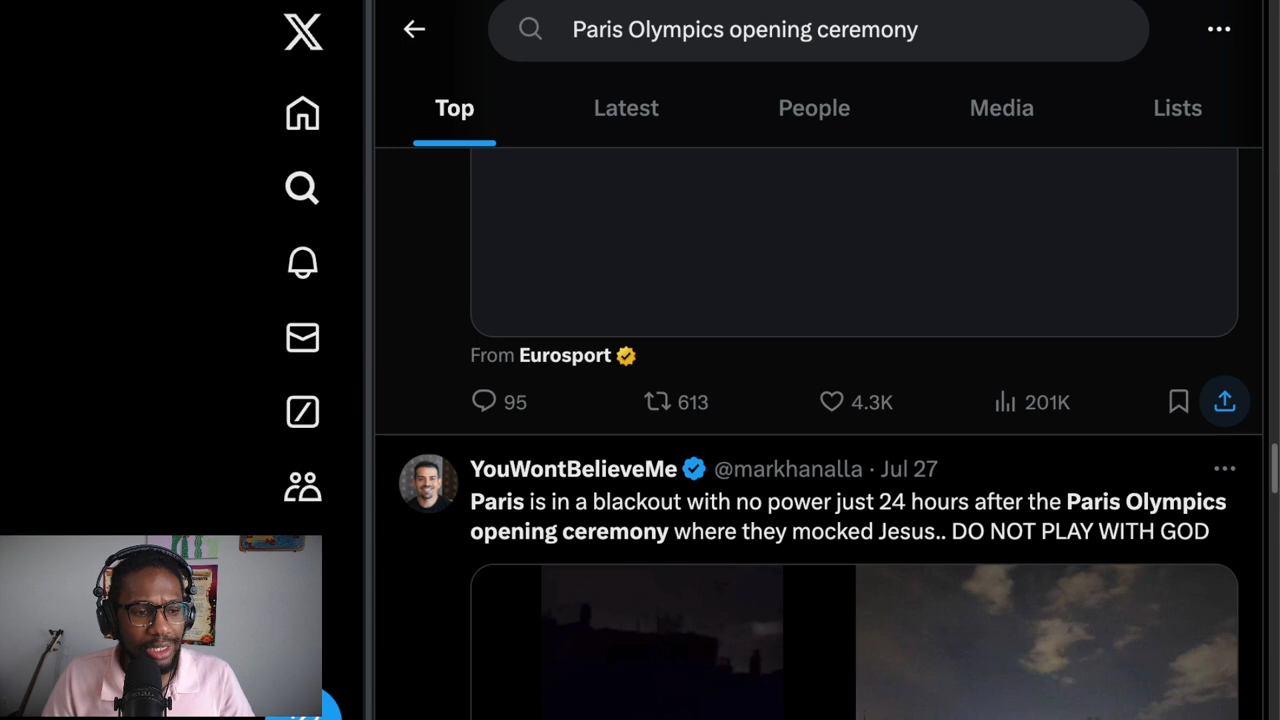 Paris Olympics opening ceremony
Top Latest People Media Lists
From Eurosport
95 613 4.3K 201K
YouWontBelieveMe @markhanalla · Jul 27
Paris is in a blackout with no power just 24 hours after the Paris Olympics
opening ceremony where they mocked Jesus.. DO NOT PLAY WITH GOD